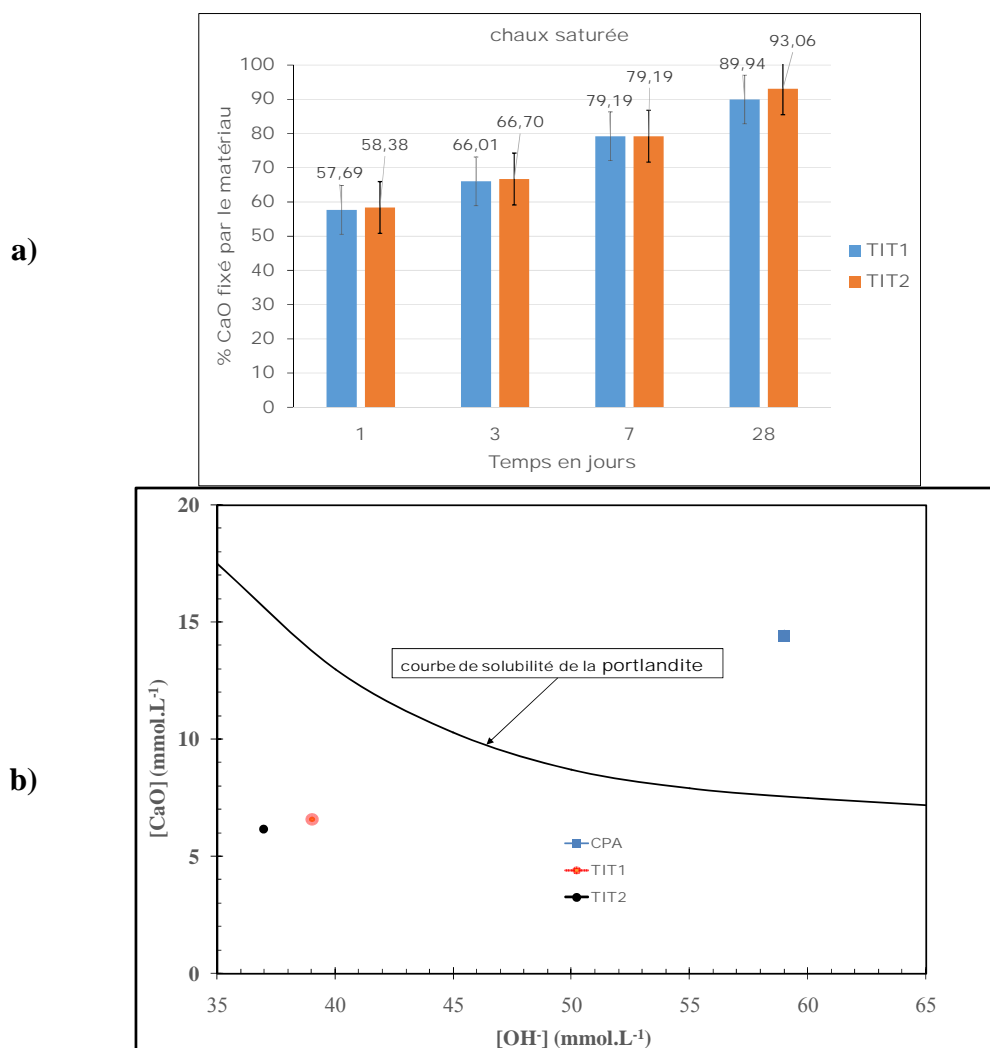 a)
chaux saturée
% CaO fixé par le matériau
100
90
80
70
60
50
40
30
20
10
0
57,69
58,38
66,01
66,70
79,19
79,19
89,94
93,06
1
3
7
28
Temps en jours
TIT1
TIT2
b)
[CaO] (mmol.L-1)
20
15
10
5
0
courbe de solubilité de la portlandite
CPA
TIT1
TIT2
35
40
45
50
55
60
65
[OH-] (mmol.L-1)